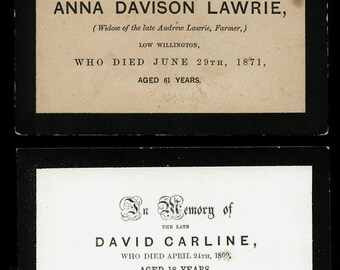 ANNA DAVISON LAWRIE,
(Widow of the late Andrew Lawrie, Farmer,)
LOW WILLINGTON,
WHO DIED JUNE 29TH, 1871,
AGED 61 YEARS.
In Memory of
THE LATE
DAVID CARLINE,
WHO DIED APRIL 24TH,
AGED 18 YEARS